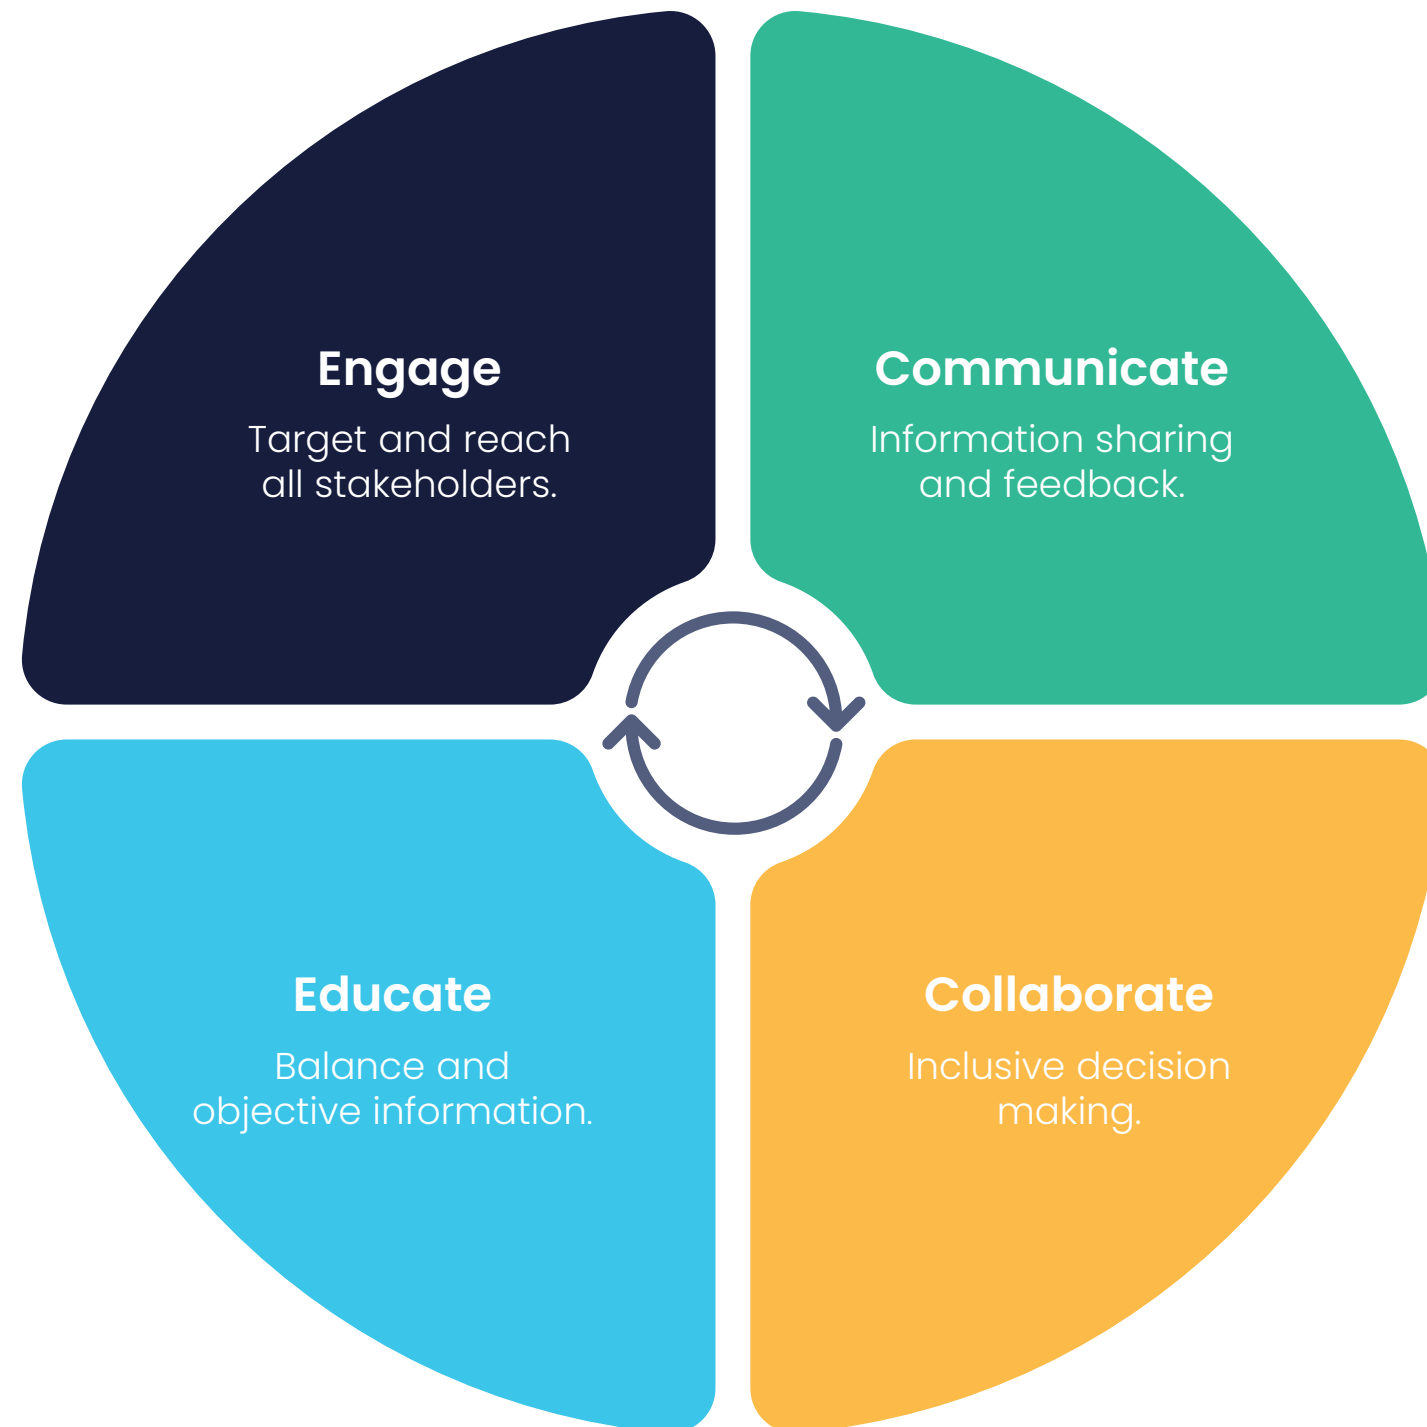 Engage
Target and reach
all stakeholders.
Communicate
Information sharing
and feedback.
Educate
Balance and
objective information.
Collaborate
Inclusive decision
making.